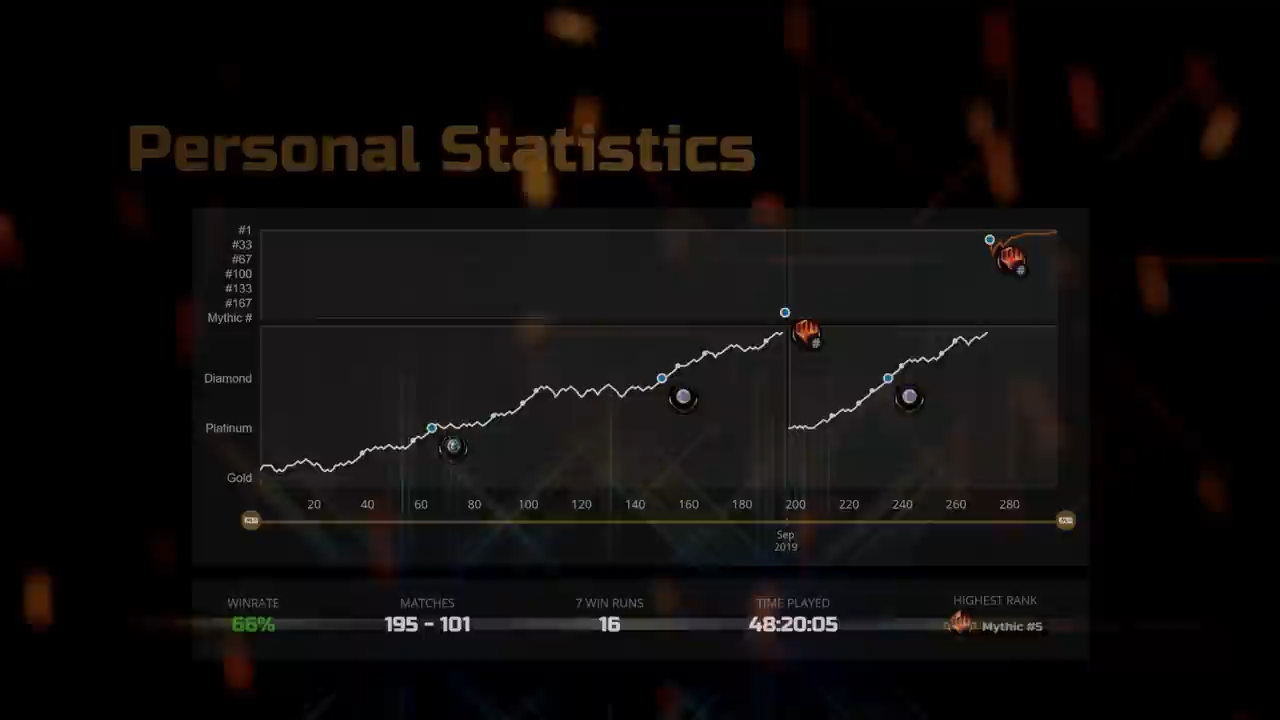 Personal Statistics
#1
#33
#67
#100
#133
#167
Mythic #
Diamond
Platinum
Gold
20 40 60 80 100 120 140 160 180 200 220 240 260 280
Sep
2019
WINRATE MATCHES 7 WIN RUNS TIME PLAYED HIGHEST RANK
66% 195 - 101 16 48:20:05 Mythic #5